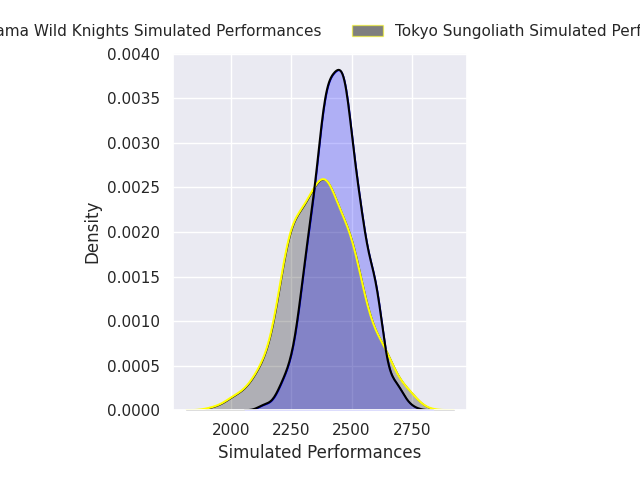 ama Wild Knights Simulated Performances Tokyo Sungoliath Simulated Perf
0.0040
0.0035
0.0030
0.0025
0.0020
0.0015
0.0010
0.0005
0.0000
Density
2000 2250 2500 2750
Simulated Performances